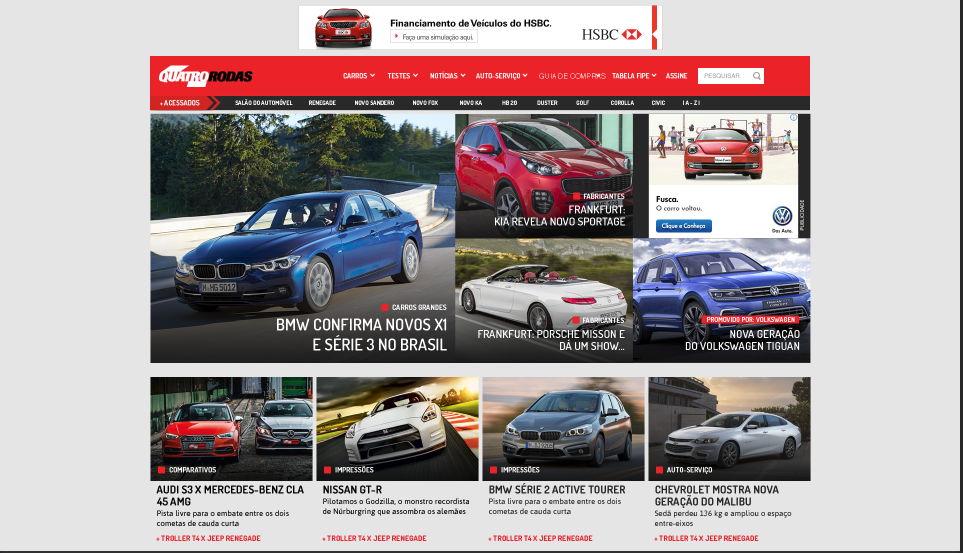 Financiamento de Veículos do HSBC.
Faça uma simulação aqui.
HSBC
QUATRO RODAS
CARROS TESTES NOTÍCIAS AUTO-SERVIÇO GUIA DE COMPRAS TABELA FIPE ASSINE PESQUISAR
+ ACESSADOS SALÃO DO AUTOMÓVEL RENEGADE NOVO SANDERO NOVO FOX NOVO KA HB 20 DUSTER GOLF COROLLA CIVIC I A - Z I
M HG 5012
CARROS GRANDES
BMW CONFIRMA NOVOS X1
E SÉRIE 3 NO BRASIL
FABRICANTES
FRANKFURT:
KIA REVELA NOVO SPORTAGE
Fusca.
O carro voltou.
Clique e Conheça
Das Auto.
PUBLICIDADE
FABRICANTES
FRANKFURT: PORSCHE MISSON E
DÁ UM SHOW...
PROMOVIDO POR: VOLKSWAGEN
NOVA GERAÇÃO
DO VOLKSWAGEN TIGUAN
COMPARATIVOS
AUDI S3 X MERCEDES-BENZ CLA
45 AMG
Pista livre para o embate entre os dois
cometas de cauda curta
+ TROLLER T4 X JEEP RENEGADE
IMPRESSÕES
NISSAN GT-R
Pilotamos o Godzilla, o monstro recordista
de Nürburgring que assombra os alemães
+ TROLLER T4 X JEEP RENEGADE
IMPRESSÕES
BMW SÉRIE 2 ACTIVE TOURER
Pista livre para o embate entre os dois
cometas de cauda curta
+ TROLLER T4 X JEEP RENEGADE
AUTO-SERVIÇO
CHEVROLET MOSTRA NOVA
GERAÇÃO DO MALIBU
Sedã perdeu 136 kg e ampliou o espaço
entre-eixos
+ TROLLER T4 X JEEP RENEGADE